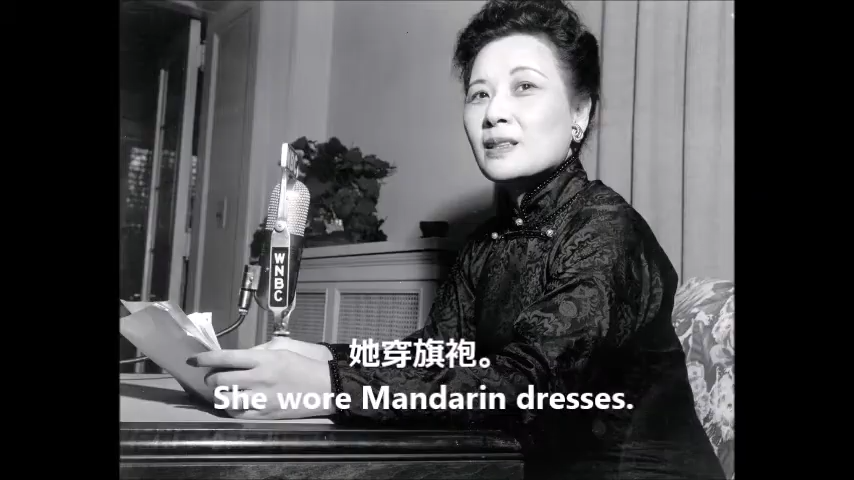 WNBC
她穿旗袍。
She wore Mandarin dresses.